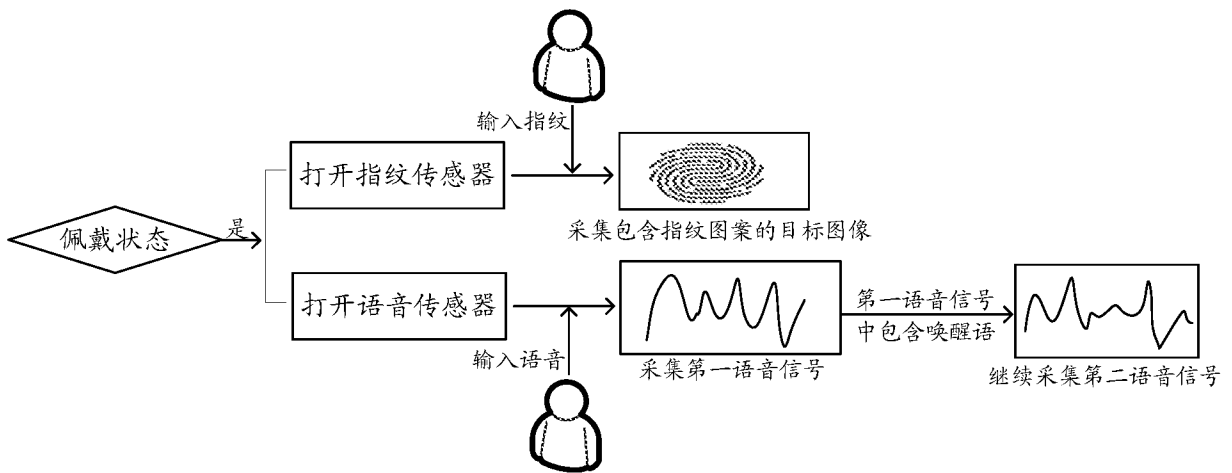 输入指纹
打开指纹传感器
采集包含指纹图案的目标图像
佩戴状态
是
打开语音传感器
输入语音
采集第一语音信号
第一语音信号
中包含唤醒语
继续采集第二语音信号